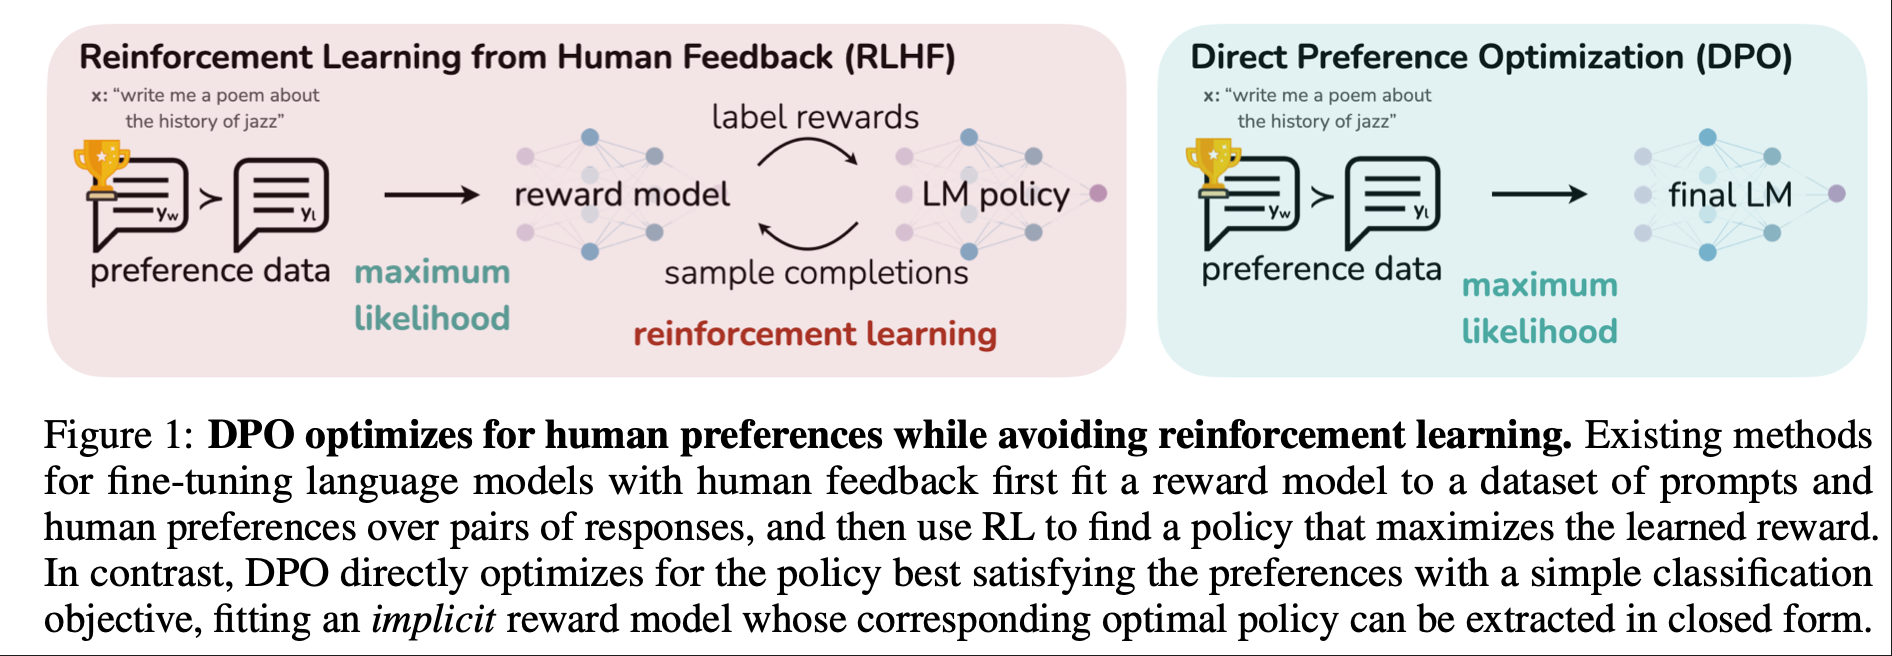 Reinforcement Learning from Human Feedback (RLHF)
x: “write me a poem about
the history of jazz”
label rewards
yw
yl
reward model
LM policy
preference data
maximum
likelihood
sample completions
reinforcement learning
Direct Preference Optimization (DPO)
x: “write me a poem about
the history of jazz”
yw
yl
final LM
preference data
maximum
likelihood
Figure 1: DPO optimizes for human preferences while avoiding reinforcement learning. Existing methods
for fine-tuning language models with human feedback first fit a reward model to a dataset of prompts and
human preferences over pairs of responses, and then use RL to find a policy that maximizes the learned reward.
In contrast, DPO directly optimizes for the policy best satisfying the preferences with a simple classification
objective, fitting an implicit reward model whose corresponding optimal policy can be extracted in closed form.